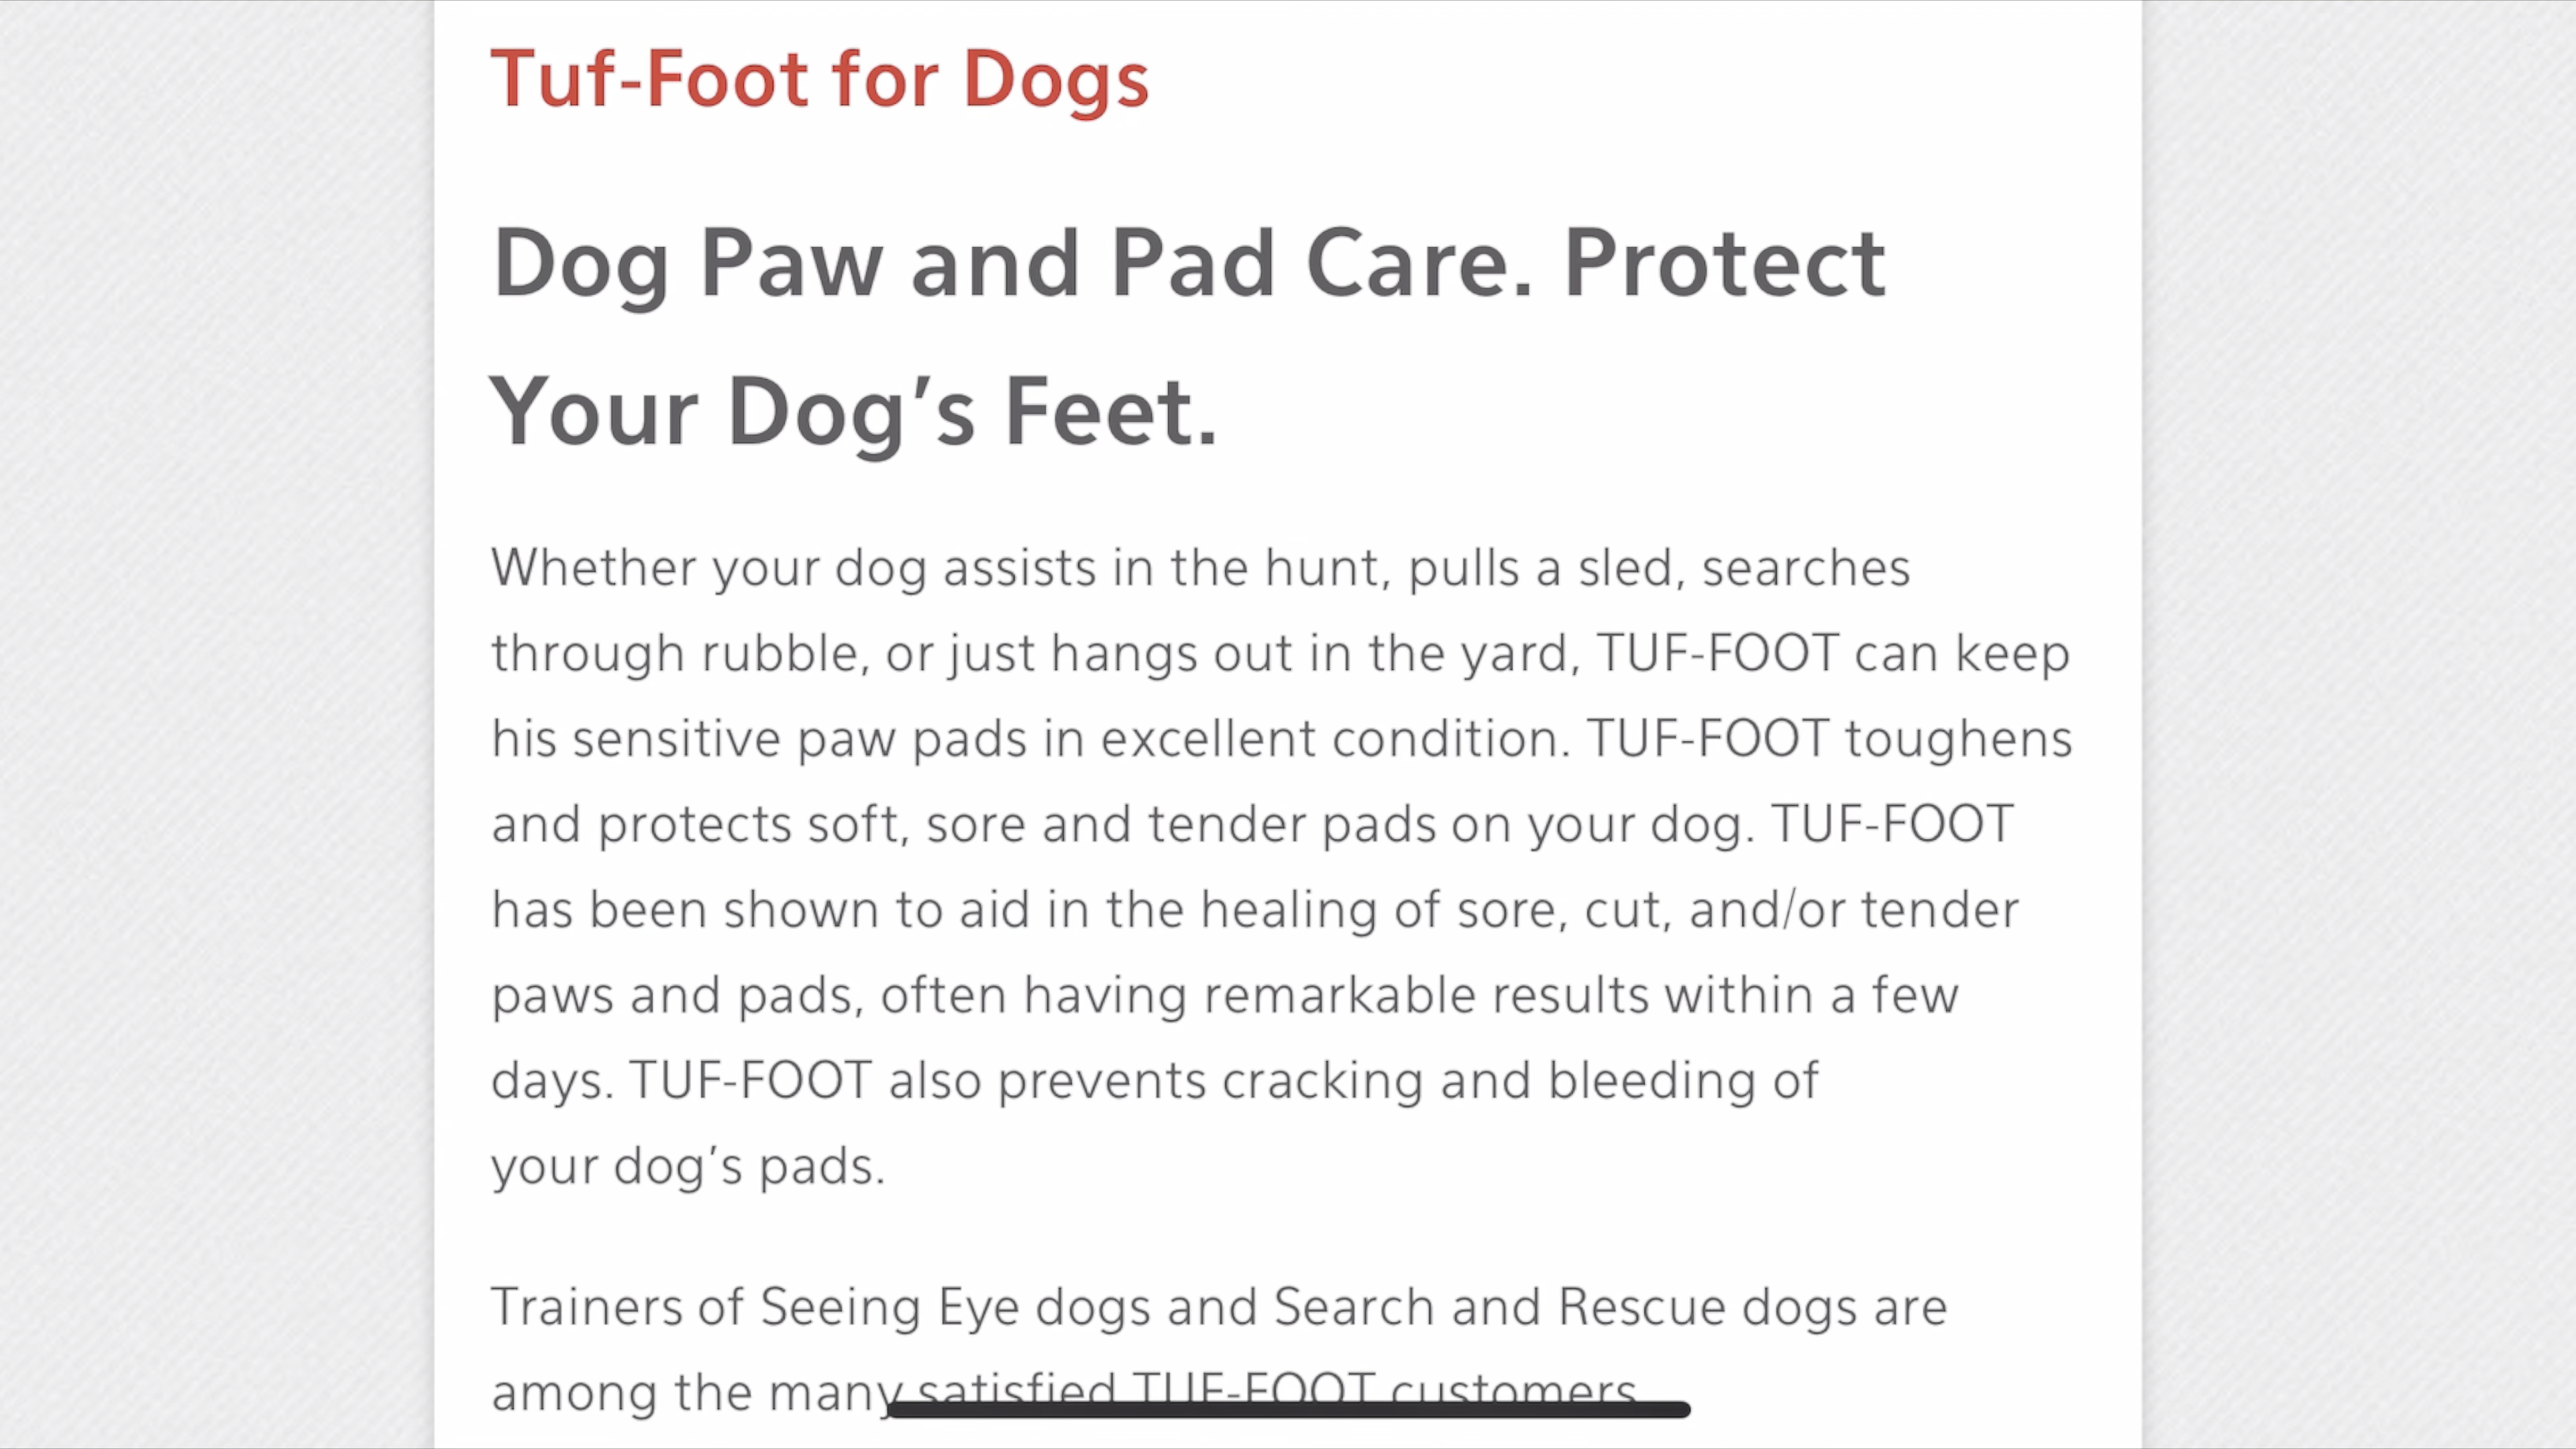 Tuf-Foot for Dogs
Dog Paw and Pad Care. Protect
Your Dog’s Feet.
Whether your dog assists in the hunt, pulls a sled, searches
through rubble, or just hangs out in the yard, TUF-FOOT can keep
his sensitive paw pads in excellent condition. TUF-FOOT toughens
and protects soft, sore and tender pads on your dog. TUF-FOOT
has been shown to aid in the healing of sore, cut, and/or tender
paws and pads, often having remarkable results within a few
days. TUF-FOOT also prevents cracking and bleeding of
your dog’s pads.
Trainers of Seeing Eye dogs and Search and Rescue dogs are
among the many satisfied TUF-FOOT customers